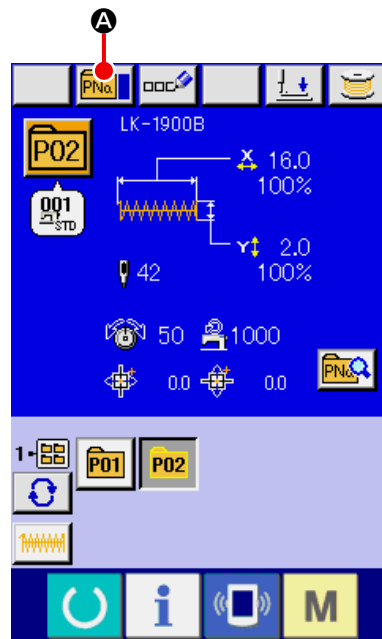 A
PNo.
LK-1900B
P02
X 16.0
100%
001
STD
Y 2.0
42 100%
50 1000
0.0 0.0
PNo.
1
P01 P02
i M